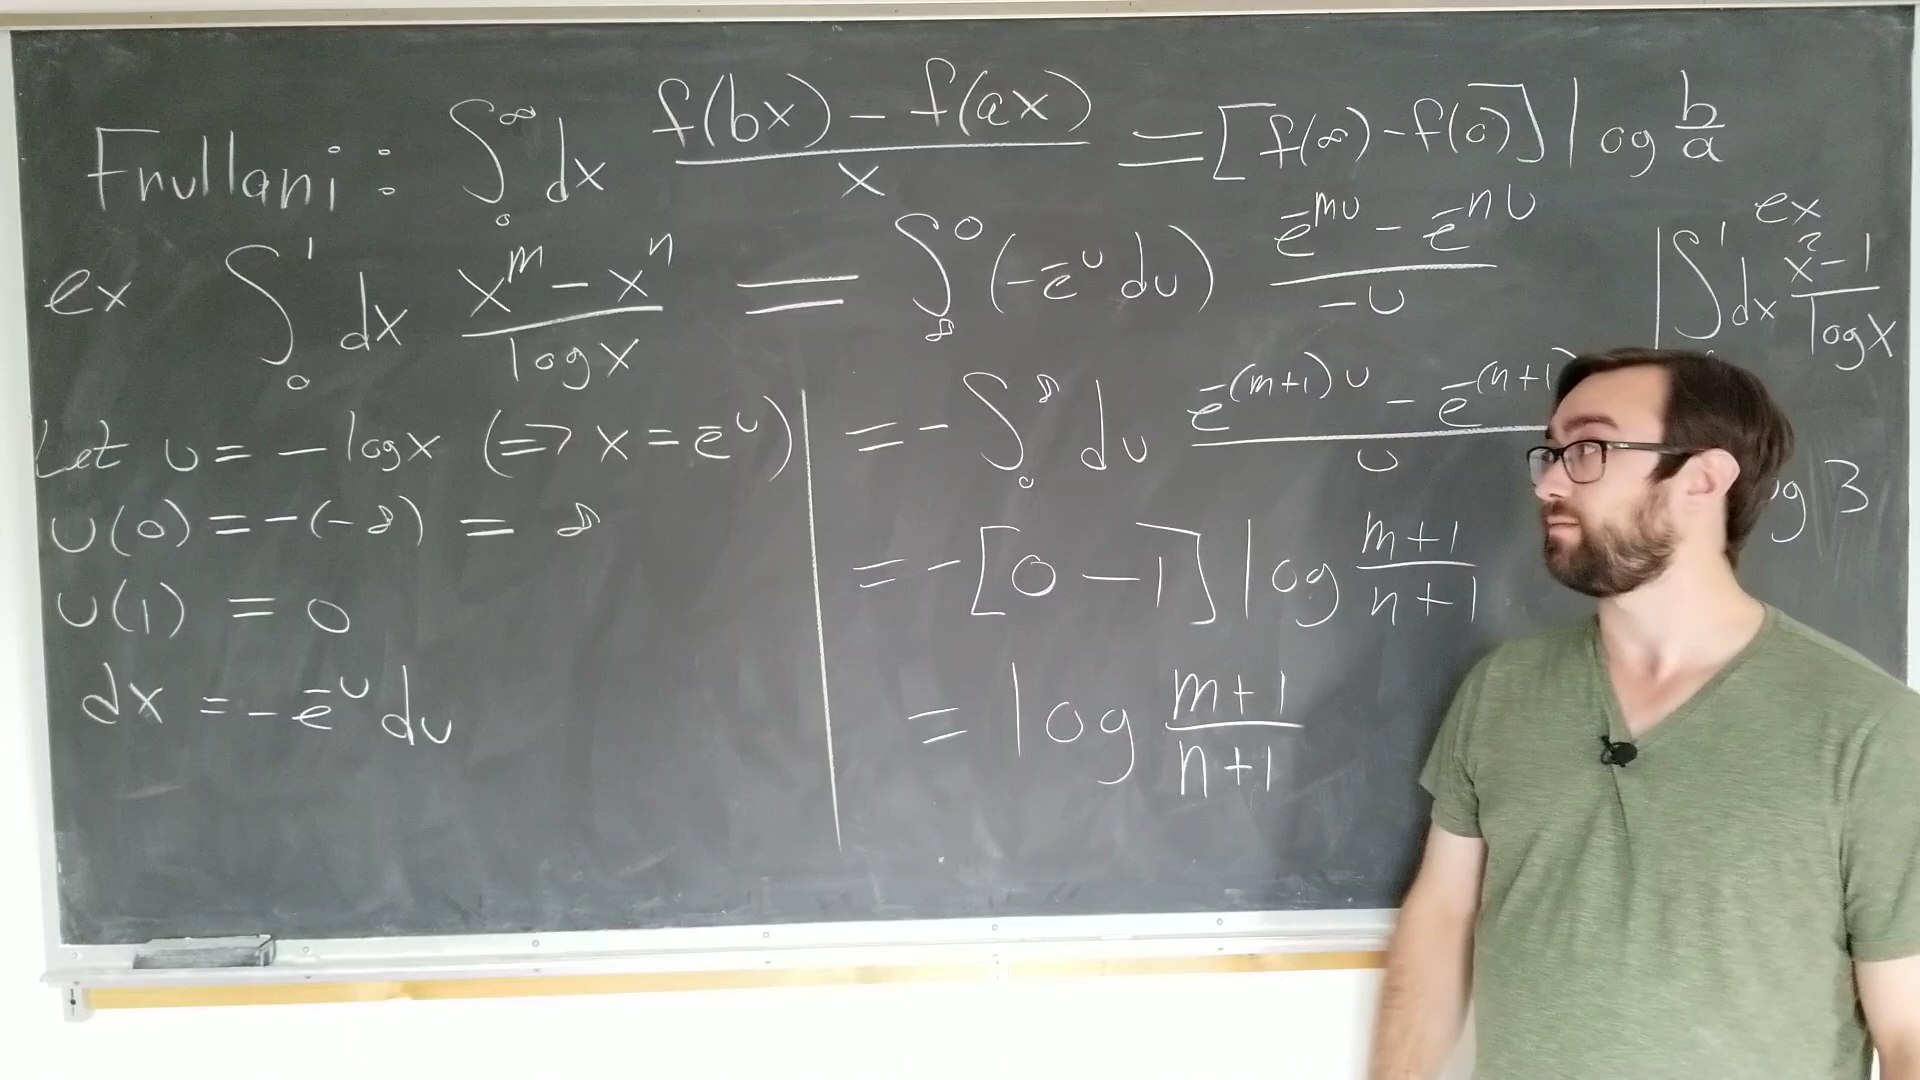 Frullani: ∫₀^∞ dx (f(bx) - f(ax))/x = [f(∞) - f(0)] log b/a
ex ∫₀¹ dx (x^m - x^n)/(log x) = ∫_∞^0 (-e^-u du) (e^-mu - e^-nu)/(-u)
Let u = -log x (=> x = e^-u)
u(0) = -(-∞) = ∞
u(1) = 0
dx = -e^-u du
= - ∫₀^∞ du (e^-(m+1)u - e^-(n+1)/u
= -[0 - 1] log (m+1)/(n+1)
= log (m+1)/(n+1)
ex
∫¹ dx (x² - 1)/(log x)
3